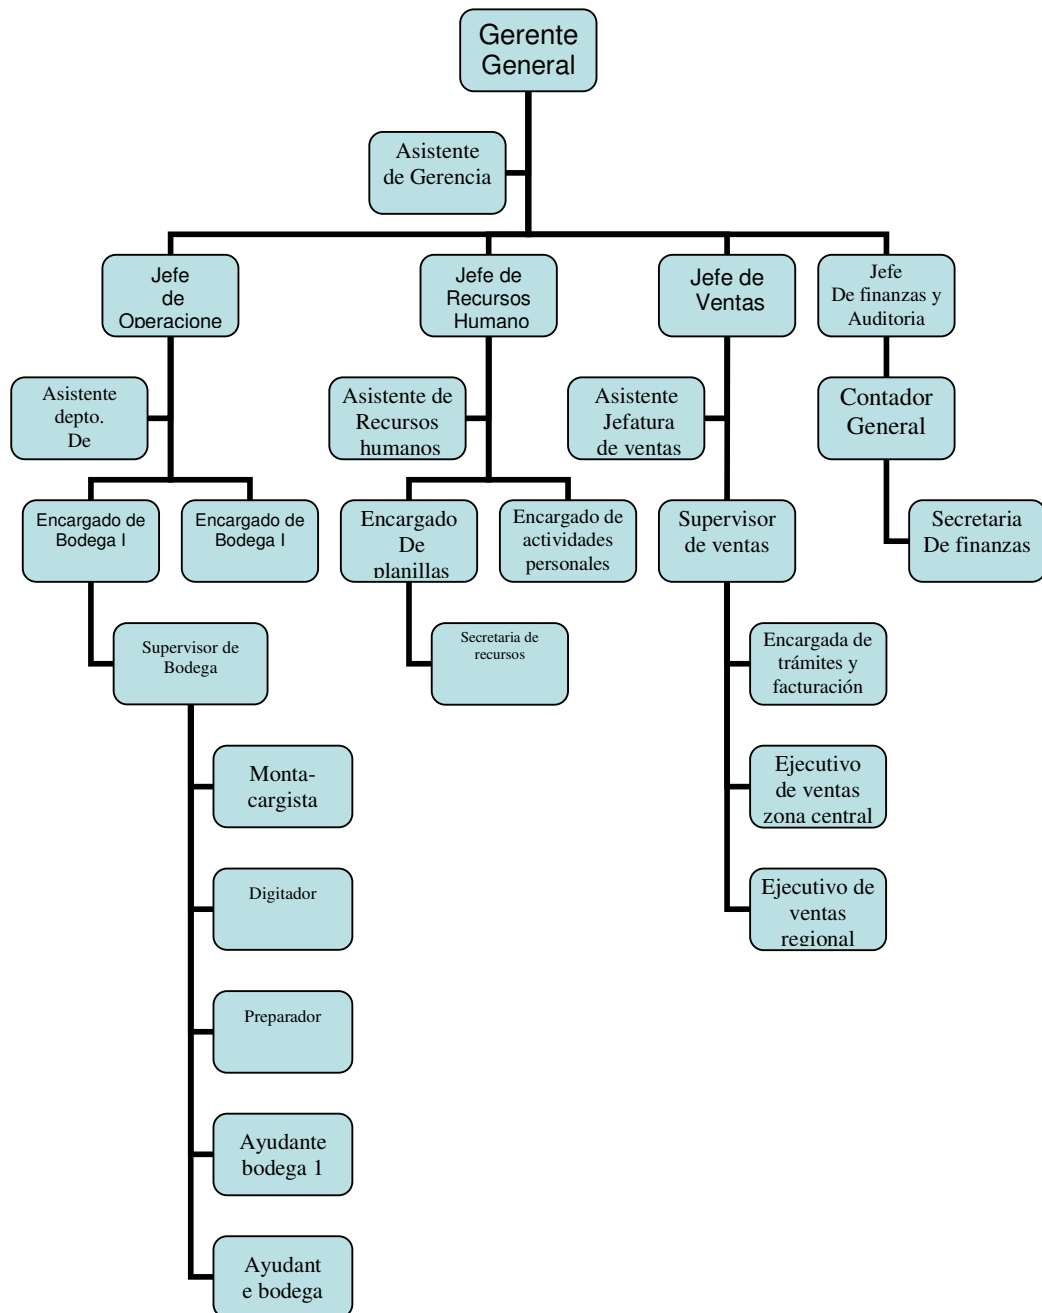 Gerente
General
Asistente
de Gerencia
Jefe
de
Operacione
Jefe de
Recursos
Humano
Jefe de
Ventas
Jefe
De finanzas y
Auditoria
Asistente
depto.
De
Asistente de
Recursos
humanos
Asistente
Jefatura
de ventas
Contador
General
Encargado de
Bodega I
Encargado de
Bodega I
Encargado
De
planillas
Encargado de
actividades
personales
Supervisor
de ventas
Secretaria
De finanzas
Supervisor de
Bodega
Secretaria de
recursos
Encargada de
trámites y
facturación
Monta-
cargista
Ejecutivo
de ventas
zona central
Digitador
Ejecutivo de
ventas
regional
Preparador
Ayudante
bodega 1
Ayudant
e bodega